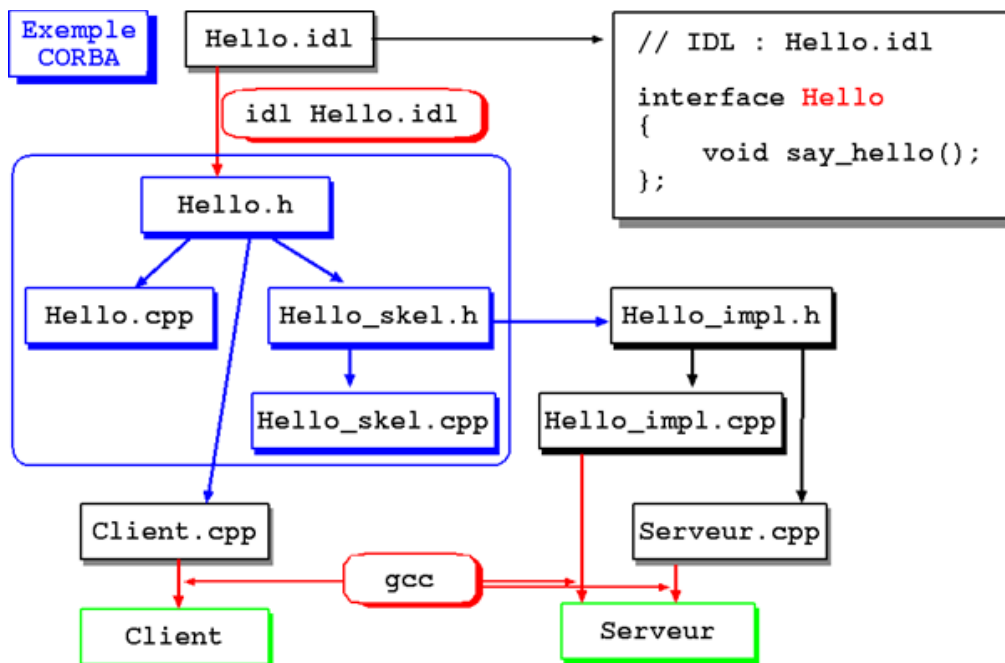 Exemple
CORBA
Hello.idl
// IDL : Hello.idl
interface Hello
{
void say_hello();
};
idl Hello.idl
Hello.h
Hello.cpp
Hello_skel.h
Hello_impl.h
Hello_skel.cpp
Hello_impl.cpp
Client.cpp
Serveur.cpp
gcc
Client
Serveur